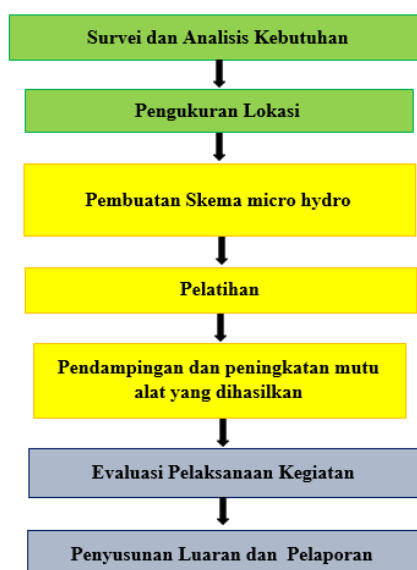 Survei dan Analisis Kebutuhan
Pengukuran Lokasi
Pembuatan Skema micro hydro
Pelatihan
Pendampingan dan peningkatan mutu
alat yang dihasilkan
Evaluasi Pelaksanaan Kegiatan
Penyusunan Luaran dan Pelaporan